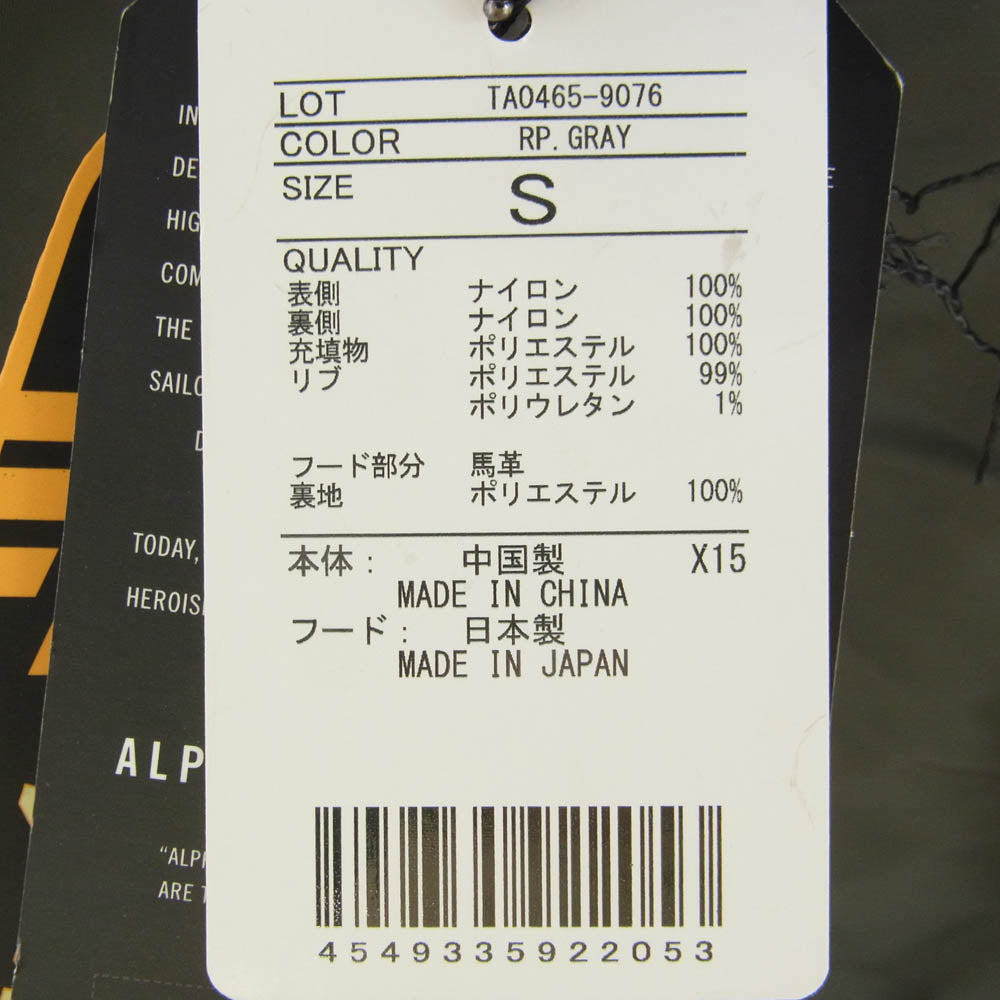 LOT TA0465-9076
COLOR RP.GRAY
SIZE S
QUALITY
表側 ナイロン 100%
裏側 ナイロン 100%
充填物 ポリエステル 100%
リブ ポリエステル 99%
ポリウレタン 1%
フード部分 馬革
裏地 ポリエステル 100%
本体: 中国製 X15
MADE IN CHINA
フード: 日本製
MADE IN JAPAN
4549335922053
IN
DE
HIG
COM
THE
SAILO
D
TODAY,
HEROIS
ALP
"ALP
ARE T
E